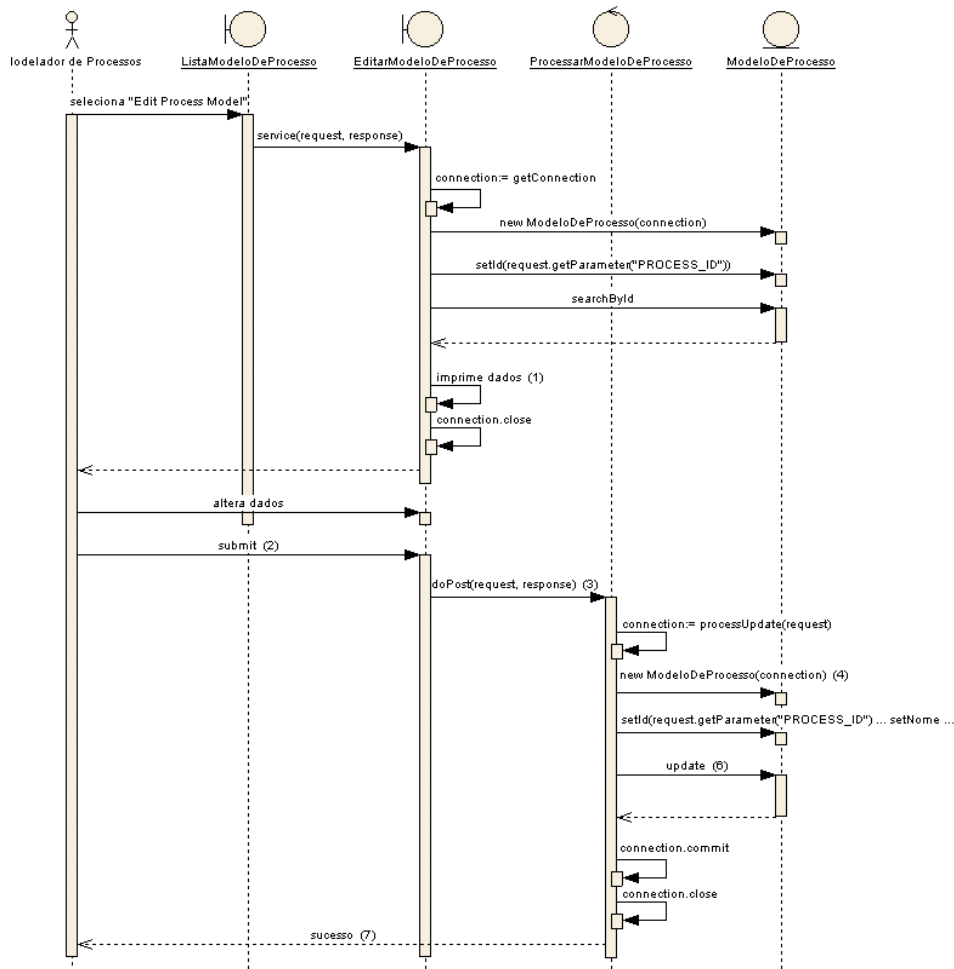 lodelador de Processos
ListaModeloDeProcesso
EditarModeloDeProcesso
ProcessarModeloDeProcesso
ModeloDeProcesso
seleciona "Edit Process Model"
service(request, response)
connection:= getConnection
new ModeloDeProcesso(connection)
setId(request.getParameter("PROCESS_ID"))
searchById
imprime dados (1)
connection.close
altera dados
submit (2)
doPost(request, response) (3)
connection:= processUpdate(request)
new ModeloDeProcesso(connection) (4)
setId(request.getParameter("PROCESS_ID") ... setNome ...
update (6)
connection.commit
connection.close
sucesso (7)